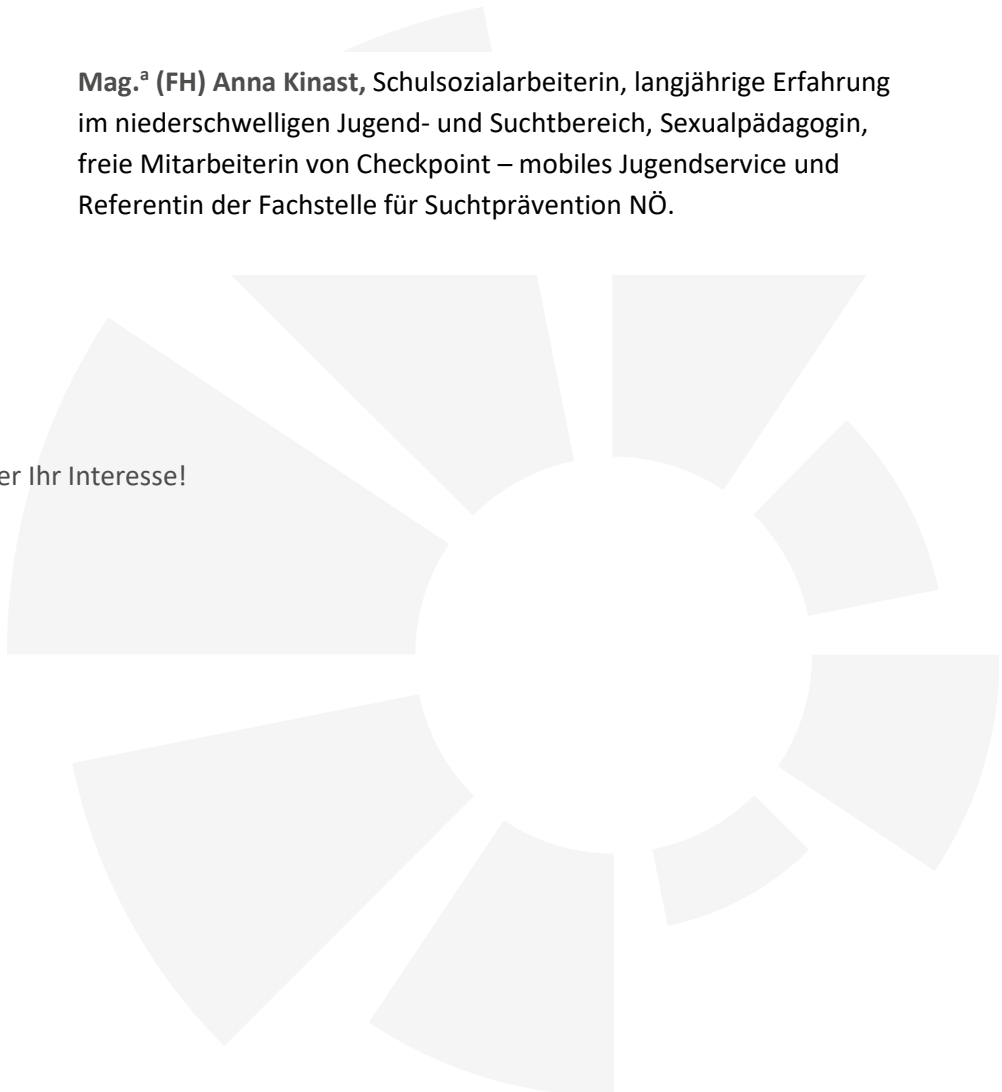 Mag.ª (FH) Anna Kinast, Schulsozialarbeiterin, langjährige Erfahrung
im niederschwelligen Jugend- und Suchtbereich, Sexualpädagogin,
freie Mitarbeiterin von Checkpoint – mobiles Jugendservice und
Referentin der Fachstelle für Suchtprävention NÖ.
er Ihr Interesse!